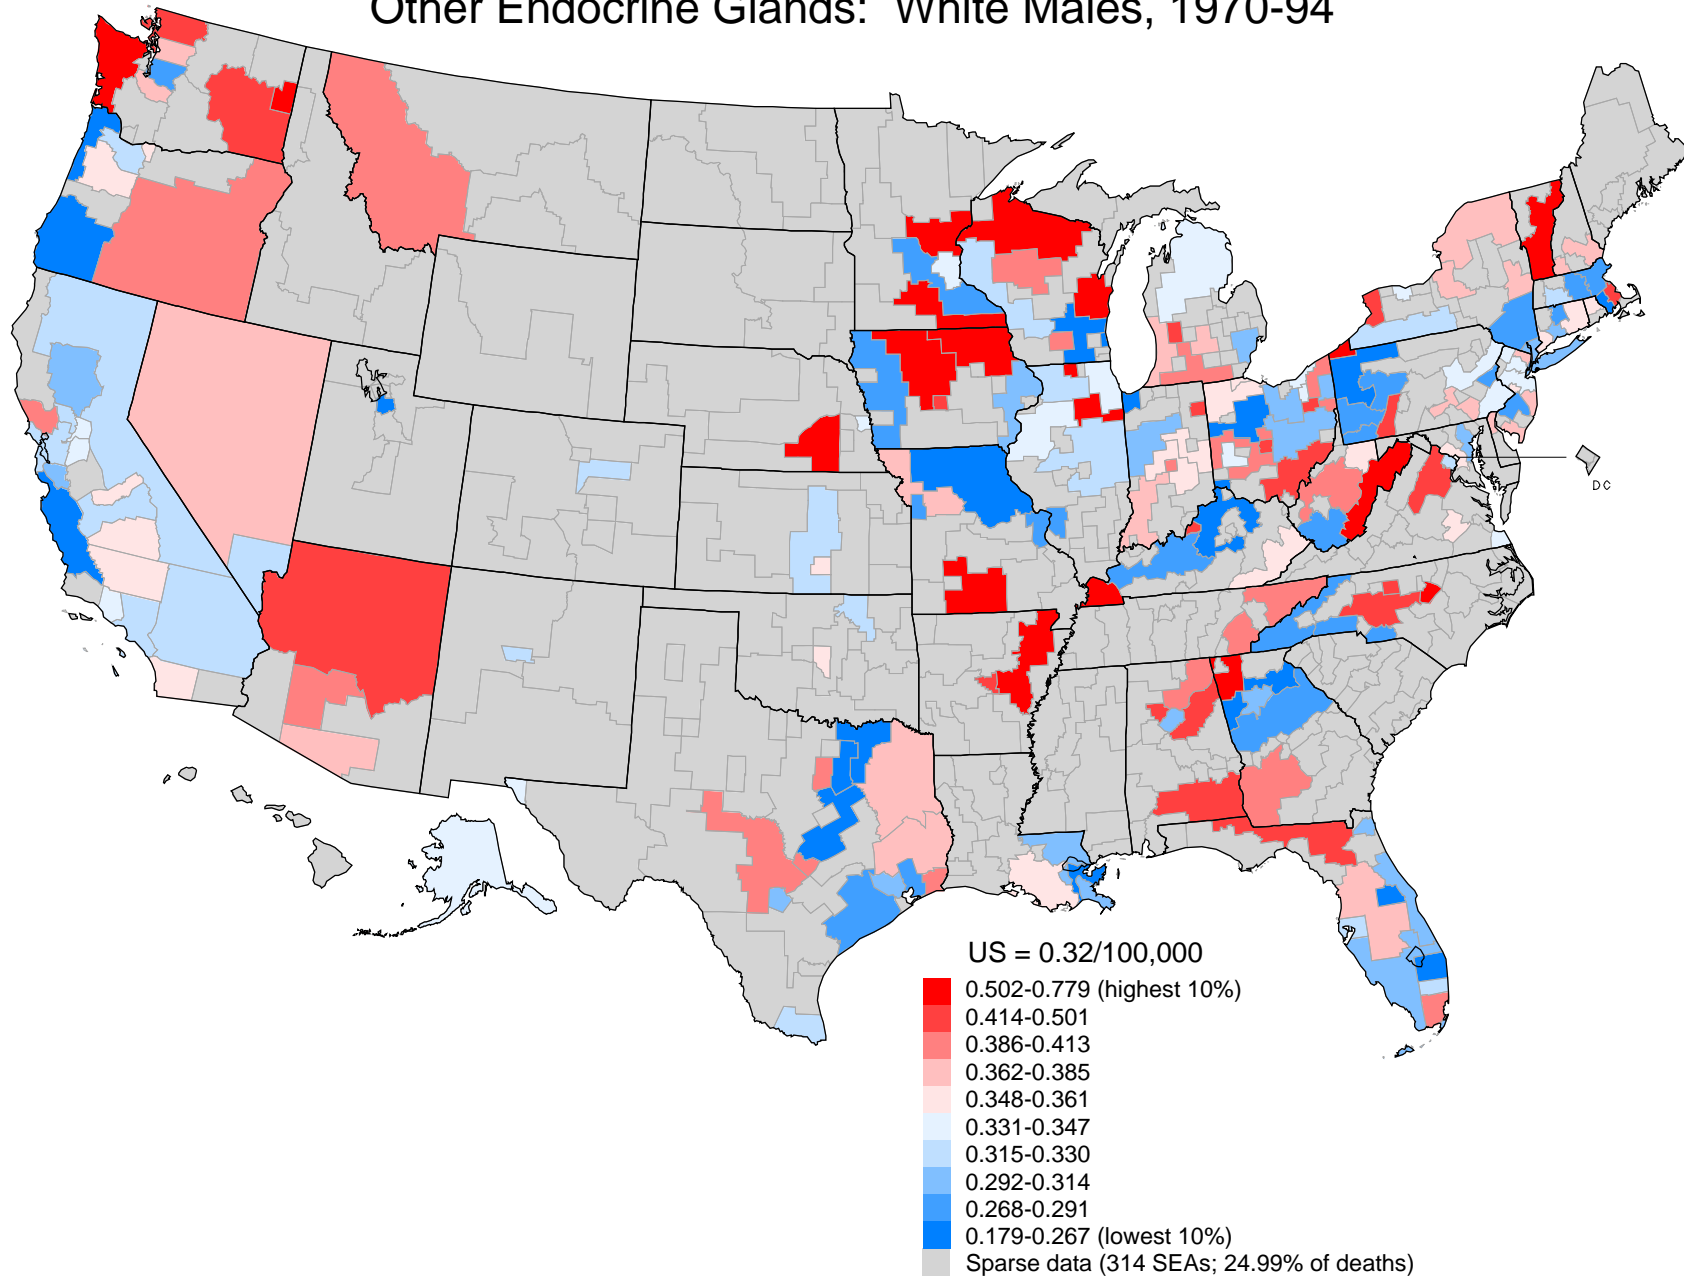 Other Endocrine Glands: White Males, 1970-94
DC
US = 0.32/100,000
0.502-0.779 (highest 10%)
0.414-0.501
0.386-0.413
0.362-0.385
0.348-0.361
0.331-0.347
0.315-0.330
0.292-0.314
0.268-0.291
0.179-0.267 (lowest 10%)
Sparse data (314 SEAs; 24.99% of deaths)